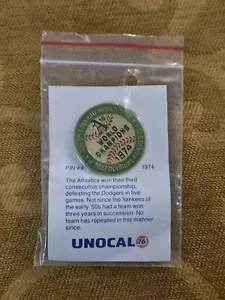 A's
WORLD
CHAMPIONS
1974
PIN #4
1974
The Athletics won their third
consecutive championship,
defeating the Dodgers in five
games. Not since the Yankees of
the early '50s had a team won
three years in succession. No
team has repeated in this manner
since.
UNOCAL 76